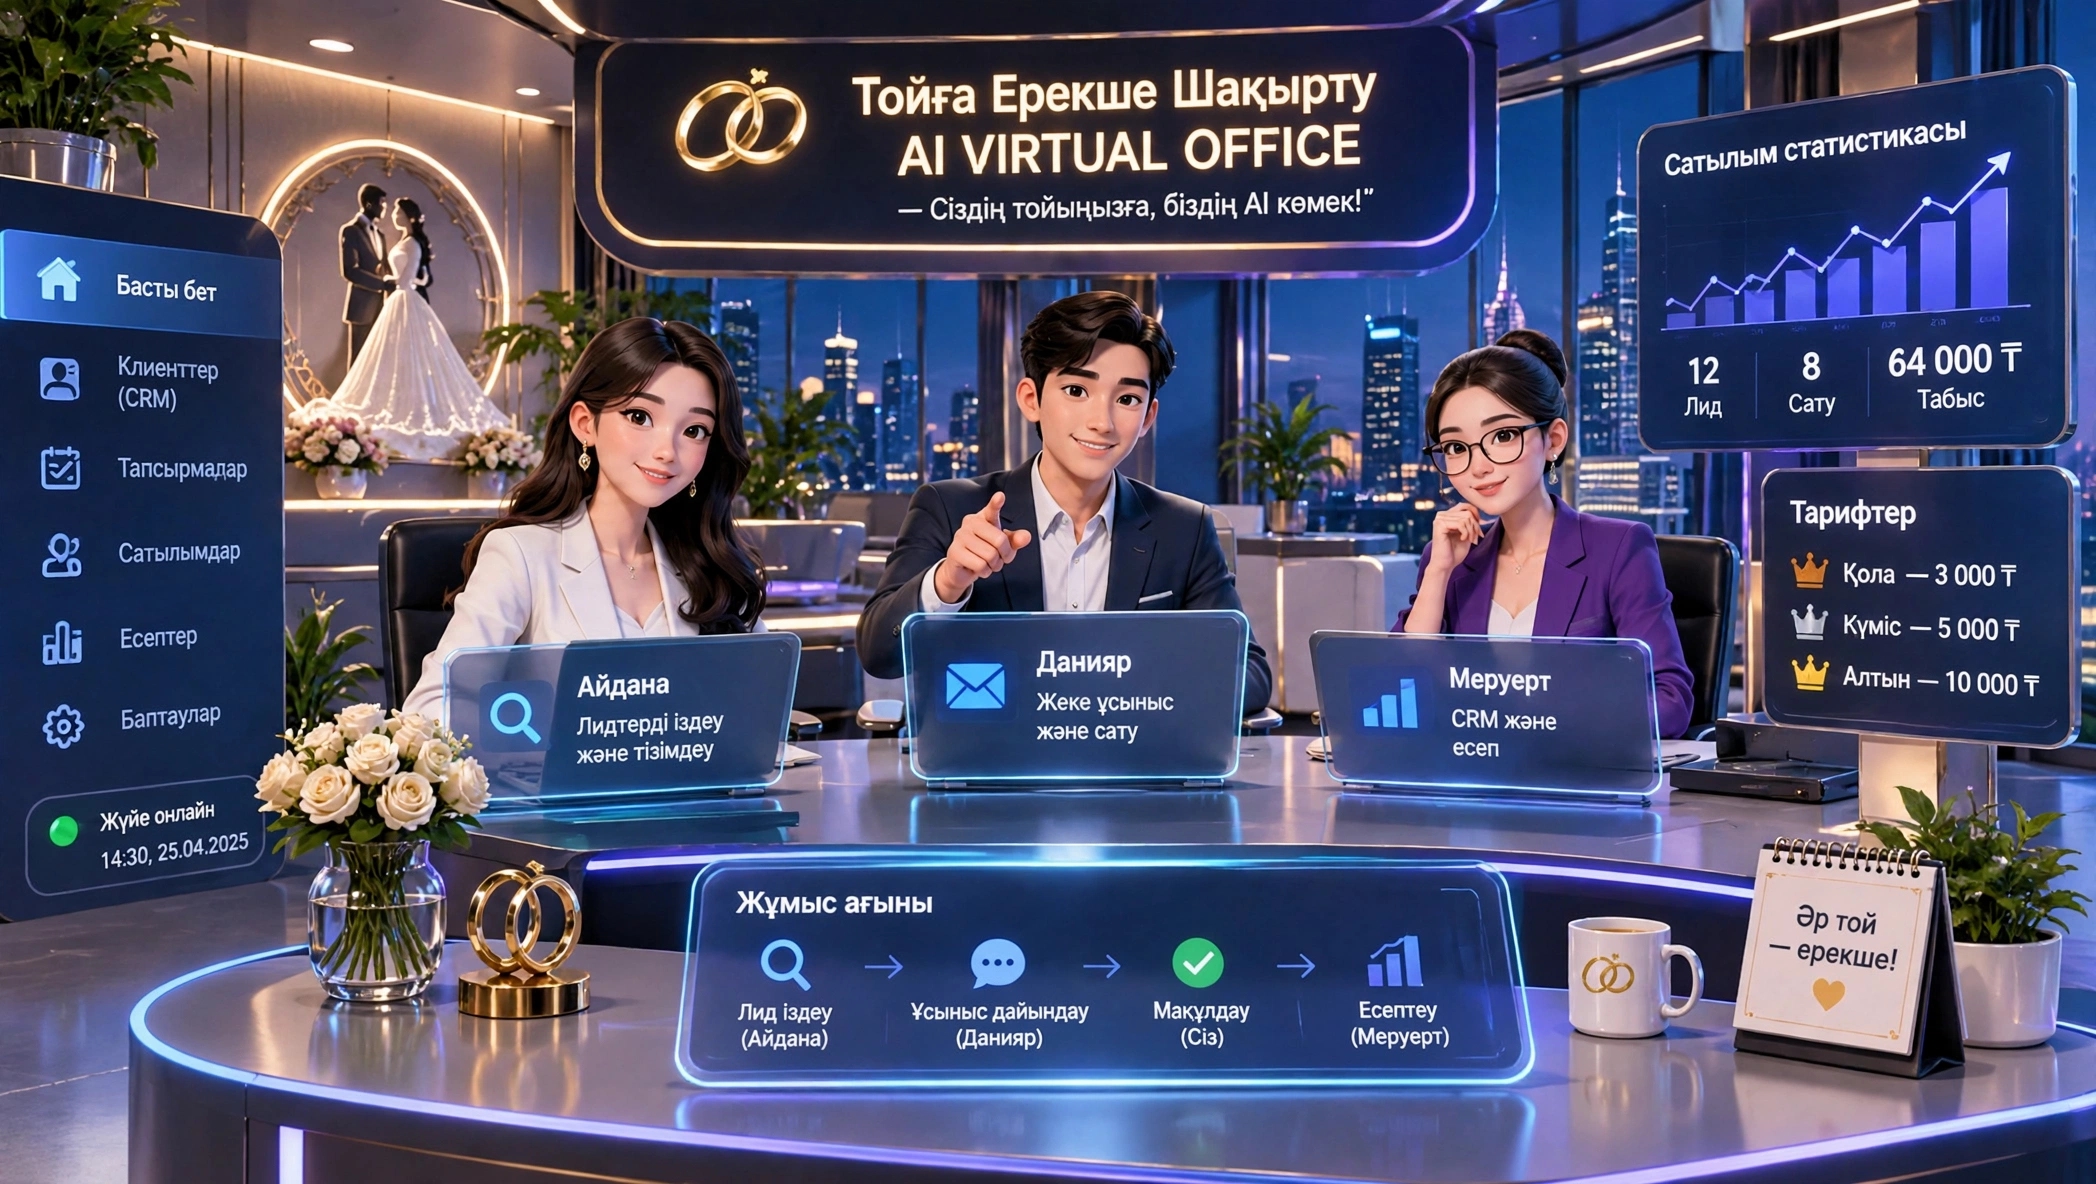 Тойға Ерекше Шақырту
AI VIRTUAL OFFICE
— Сіздің тойыңызға, біздің AI көмек!"
Басты бет
Клиенттер
(CRM)
Тапсырмадар
Сатылымдар
Есептер
Баптаулар
Жүйе онлайн
14:30, 25.04.2025
Сатылым статистикасы
12
Лид
8
Сату
64 000 ₸
Табыс
Тарифтер
Қола — 3 000 ₸
Күміс — 5 000 ₸
Алтын — 10 000 ₸
Айдана
Лидтерді іздеу
және тізімдеу
Данияр
Жеке ұсыныс
және сату
Меруерт
CRM және
есеп
Жұмыс ағыны
Лид іздеу
(Айдана)
Ұсыныс дайындау
(Данияр)
Мақұлдау
(Сіз)
Есептеу
(Меруерт)
Әр той
— ерекше!